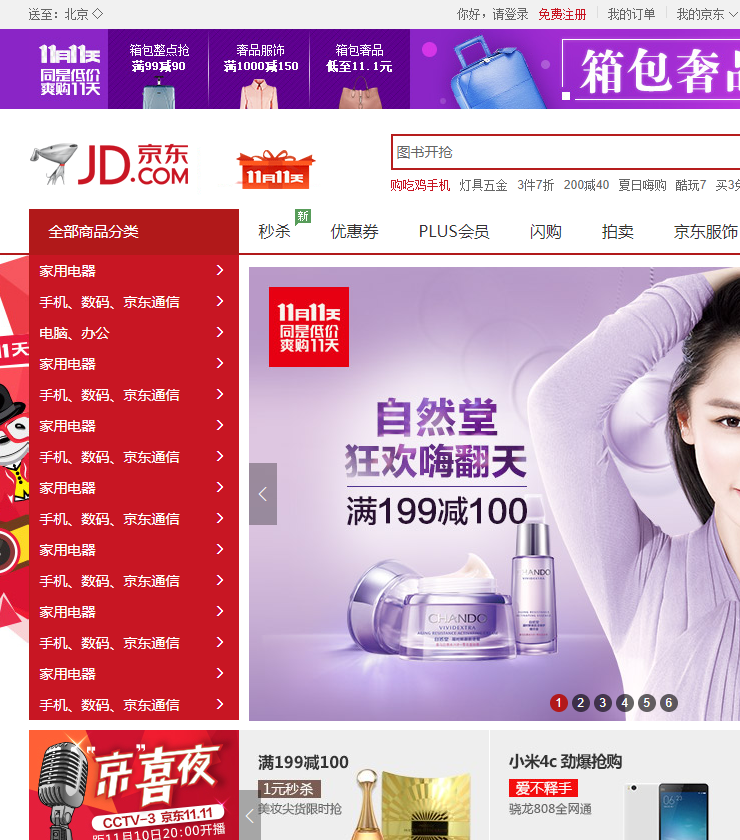 送至：北京
你好，请登录 免费注册 我的订单 我的京东
11月11天
同是低价
爽购11天
箱包整点抢
满99减90
奢品服饰
满1000减150
箱包奢品
低至11.1元
箱包奢
JD.COM 京东
11月11天
图书开抢
购吃鸡手机 灯具五金 3件7折 200减40 夏日嗨购 酷玩7 买3
全部商品分类
秒杀 新 优惠券 PLUS会员 闪购 拍卖 京东服饰
家用电器
手机、数码、京东通信
电脑、办公
家用电器
手机、数码、京东通信
家用电器
手机、数码、京东通信
家用电器
手机、数码、京东通信
家用电器
手机、数码、京东通信
家用电器
手机、数码、京东通信
家用电器
手机、数码、京东通信
11天
11月11天
同是低价
爽购11天
自然堂
狂欢嗨翻天
满199减100
CHANDO
VIVIDEXTRA
CHANDO
1 2 3 4 5 6
“京”喜夜
CCTV-3 京东11.11
11月10日20:00开播
满199减100
1元秒杀
美妆尖货限时抢
小米4c 劲爆抢购
爱不释手
骁龙808全网通